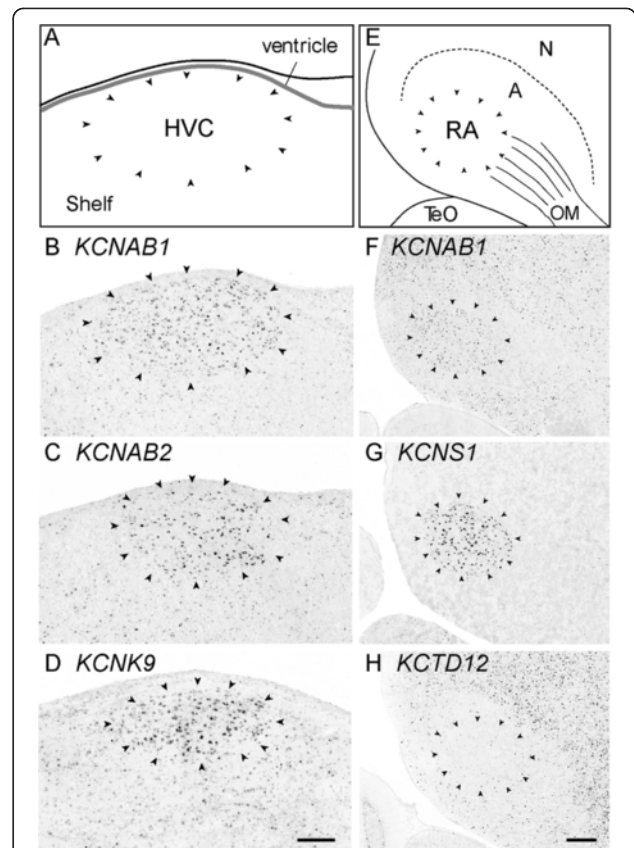 A
ventricle
HVC
Shelf
B KCNAB1
C KCNAB2
D KCNK9
E
N
A
RA
TeO
OM
F KCNAB1
G KCNS1
H KCTD12